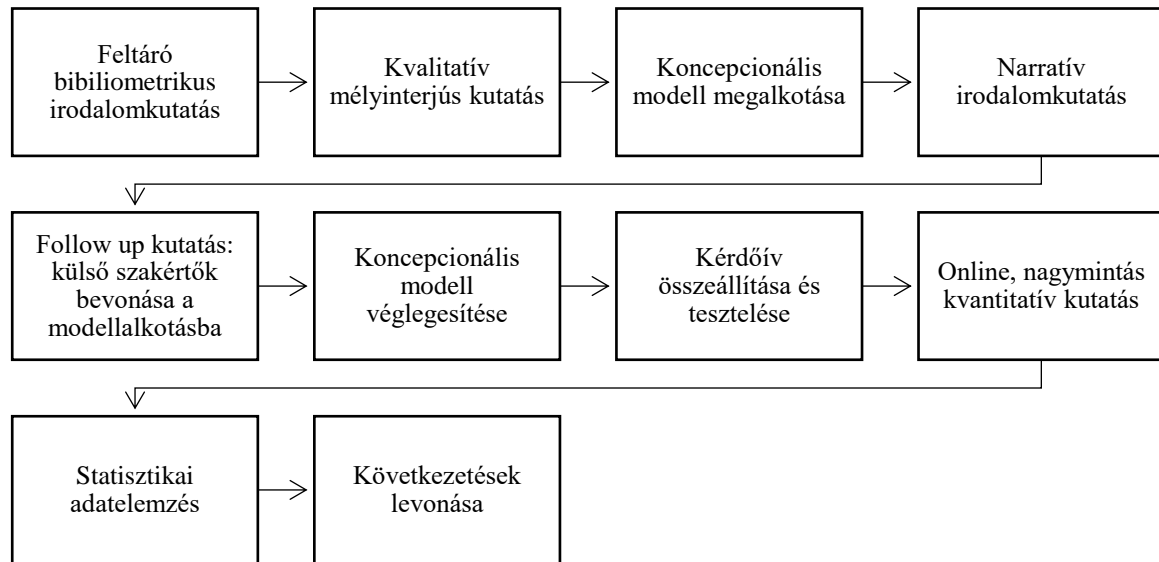 Feltáró
bibiliometrikus
irodalomkutatás
Kvalitatív
mélyinterjús kutatás
Koncepcionális
modell megalkotása
Narratív
irodalomkutatás
Follow up kutatás:
külső szakértők
bevonása a
modellalkotásba
Koncepcionális
modell
véglegesítése
Kérdőív
összeállítása és
tesztelése
Online, nagymintás
kvantitatív kutatás
Statisztikai
adatelemzés
Következetések
levonása